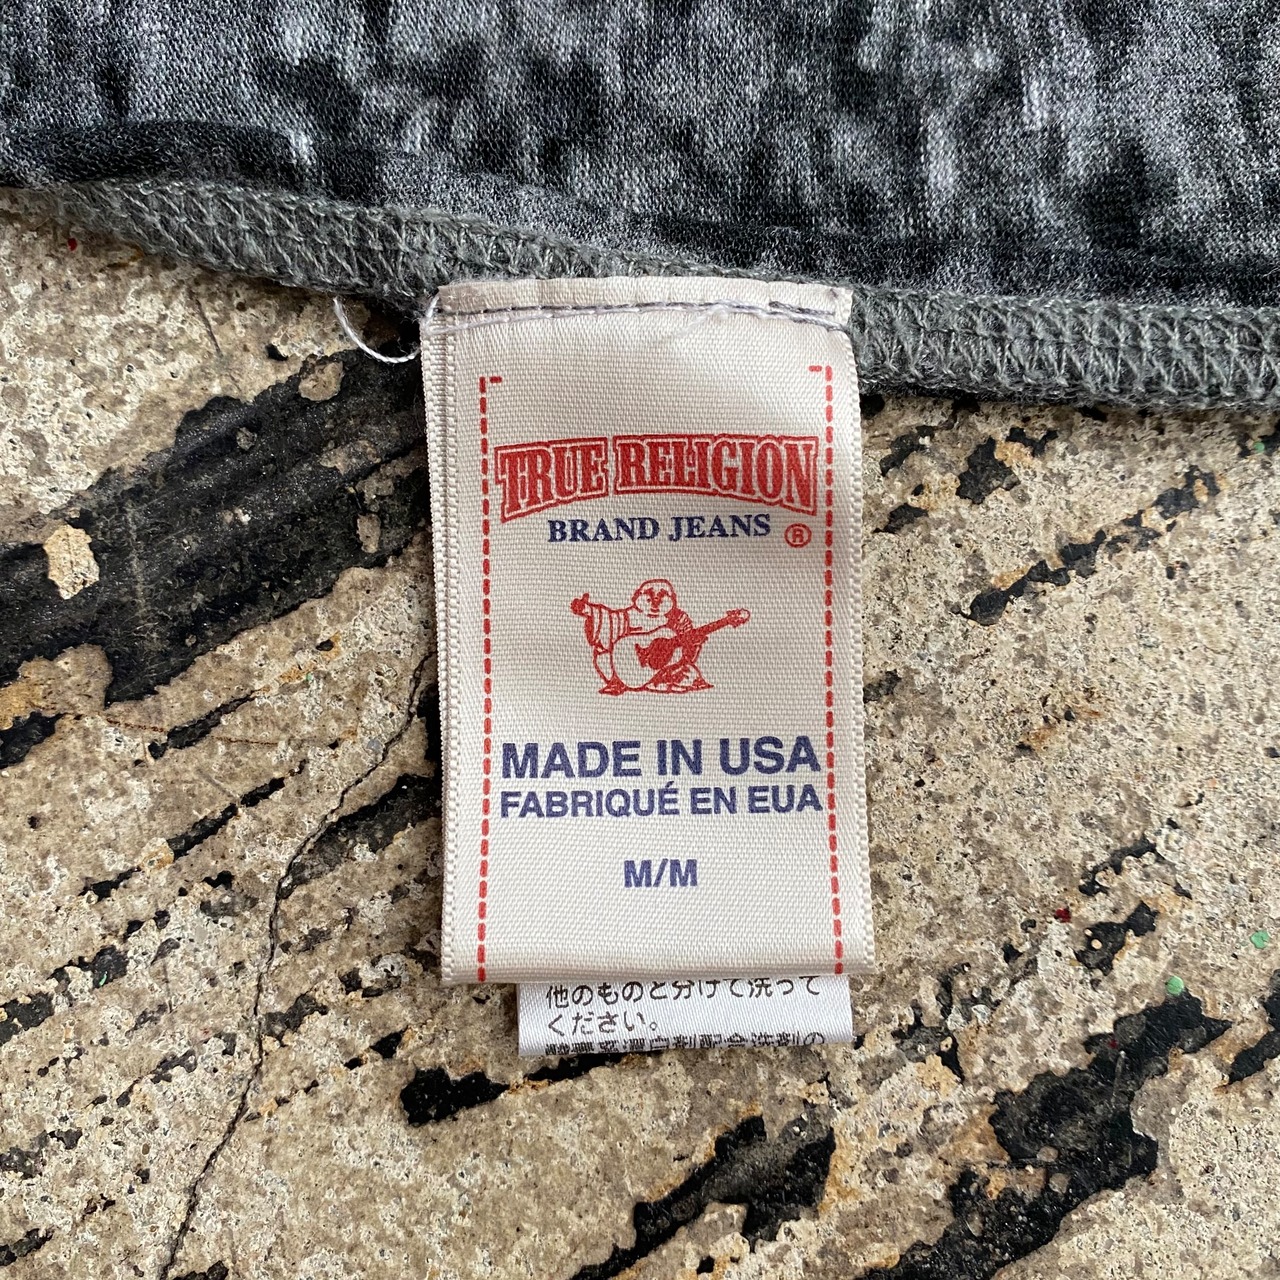 TRUE RELIGION
BRAND JEANS ®
MADE IN USA
FABRIQUÉ EN EUA
M/M
他のものと分けて洗って
ください。